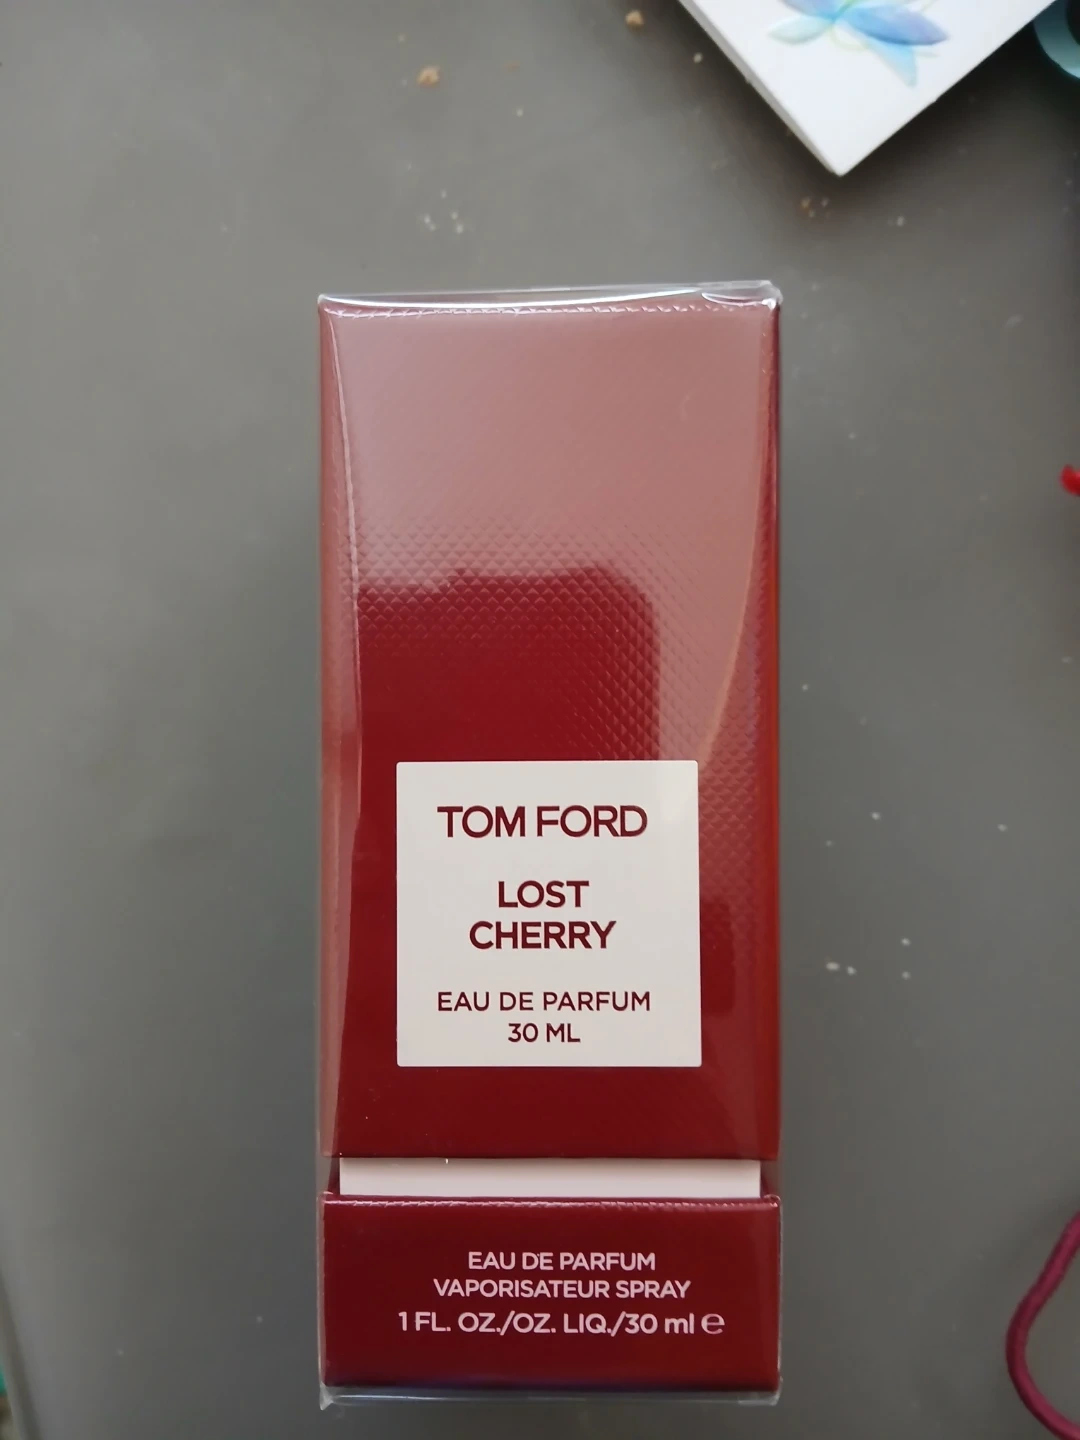 TOM FORD
LOST
CHERRY
EAU DE PARFUM
30 ML
EAU DE PARFUM
VAPORISATEUR SPRAY
1 FL. OZ./OZ. LIQ./30 ml ℮